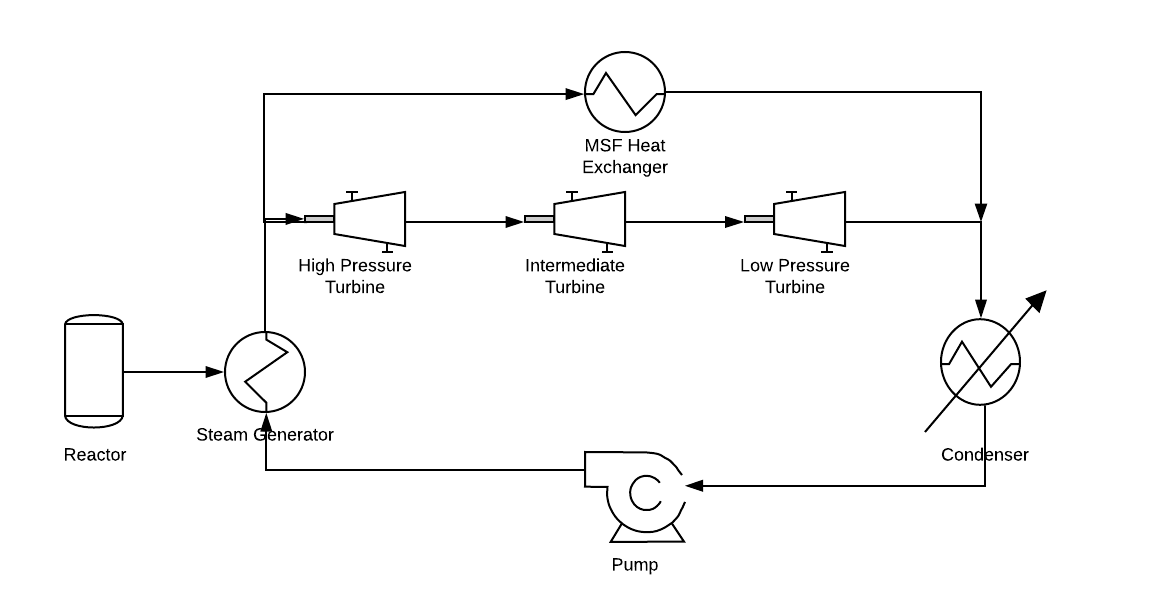 MSF Heat
Exchanger
High Pressure
Turbine
Intermediate
Turbine
Low Pressure
Turbine
Steam Generator
Reactor
Condenser
Pump